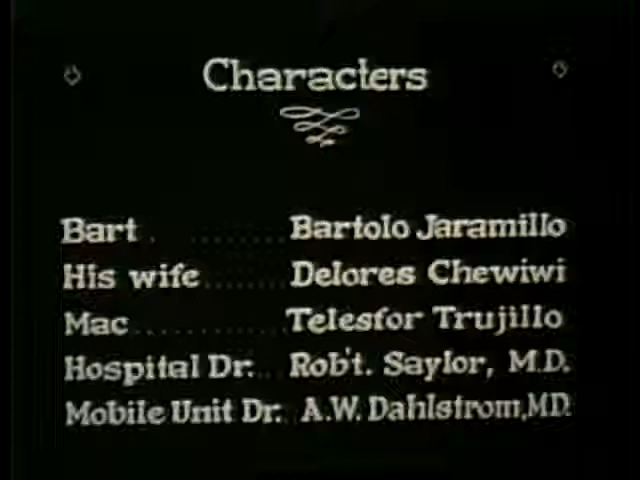 Characters
Bart . ....... Bartolo Jaramillo
His wife ....... Delores Chewiwi
Mac ............ Telesfor Trujillo
Hospital Dr. .. Rob't. Saylor, M.D.
Mobile Unit Dr. A.W. Dahlstrom, MD.